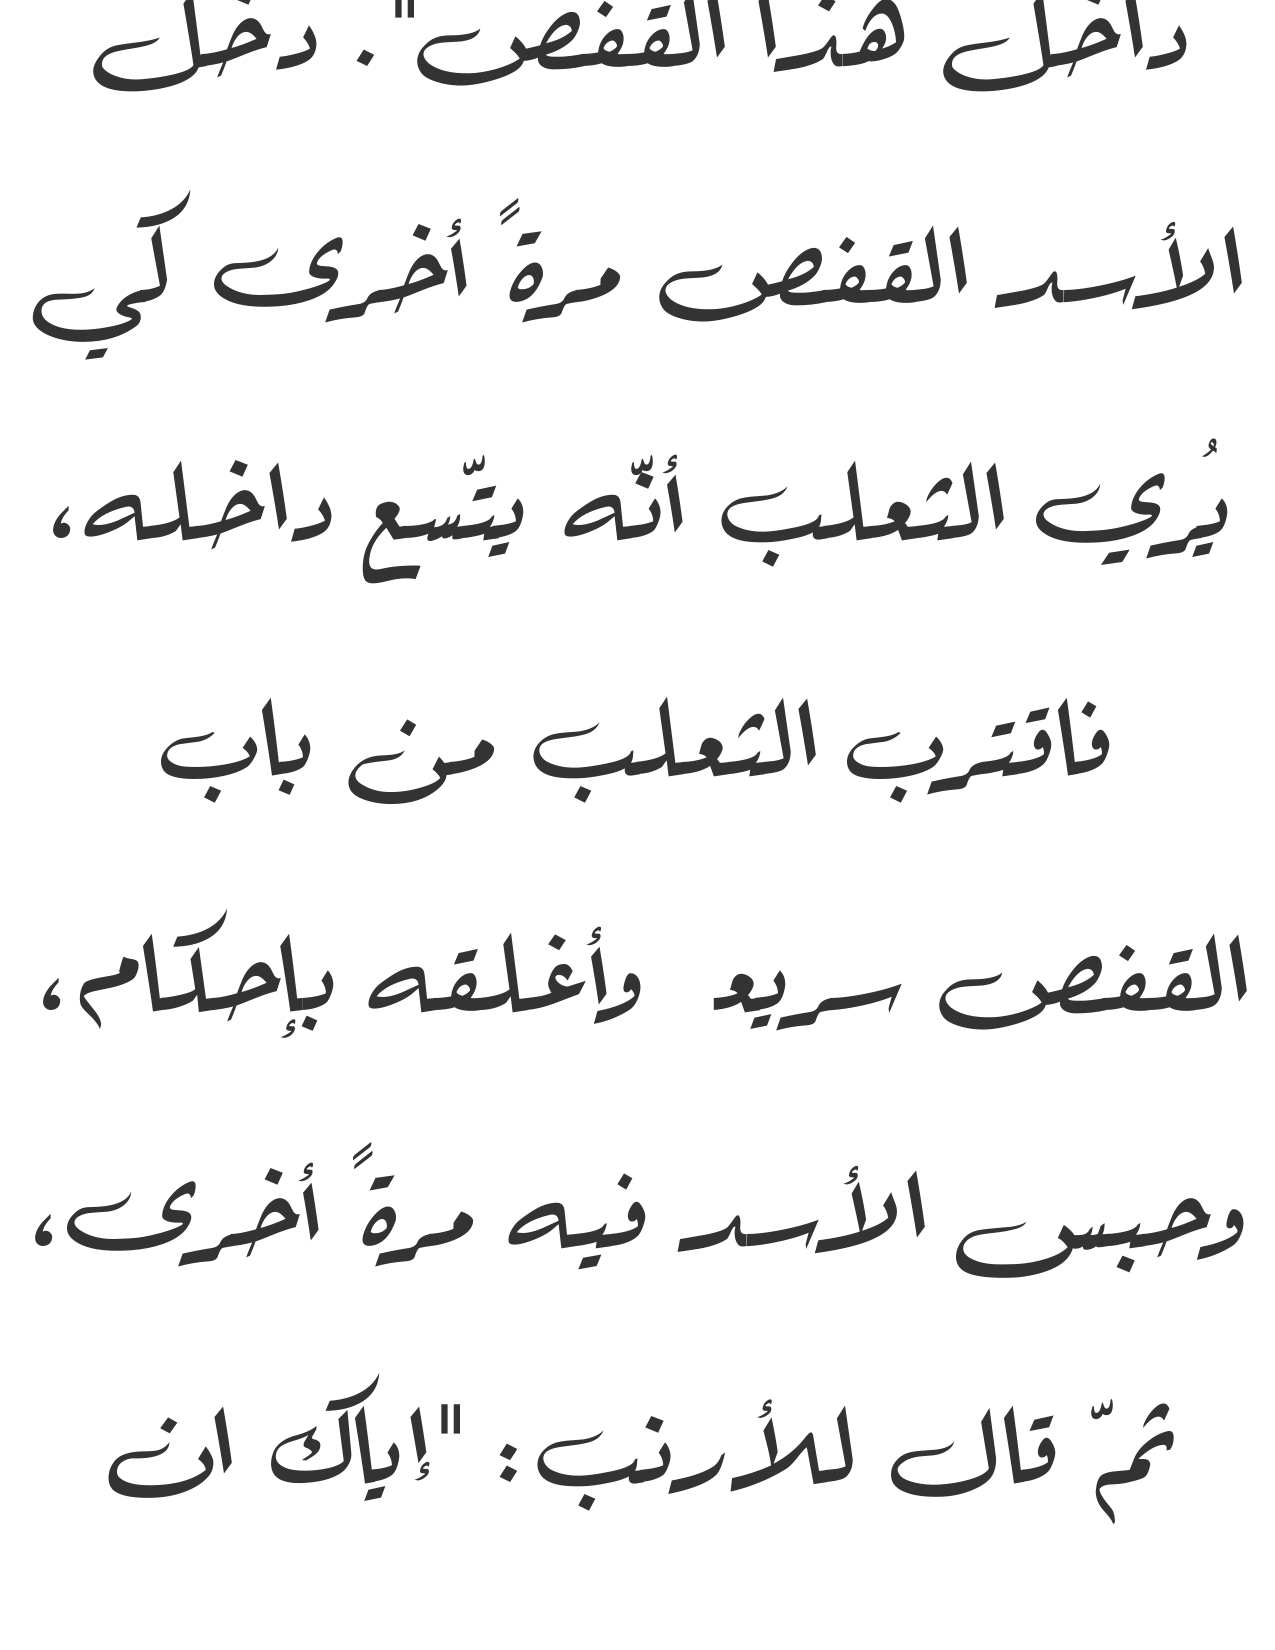 داخل هذا القفص". دخل
الأسد القفص مرةً أخرى كي
يُري الثعلب أنّه يتّسع داخله،
فاقترب الثعلب من باب
القفص سريع وأغلقه بإحكام،
وحبس الأسد فيه مرةً أخرى،
ثمّ قال للأرنب: "إياك ان